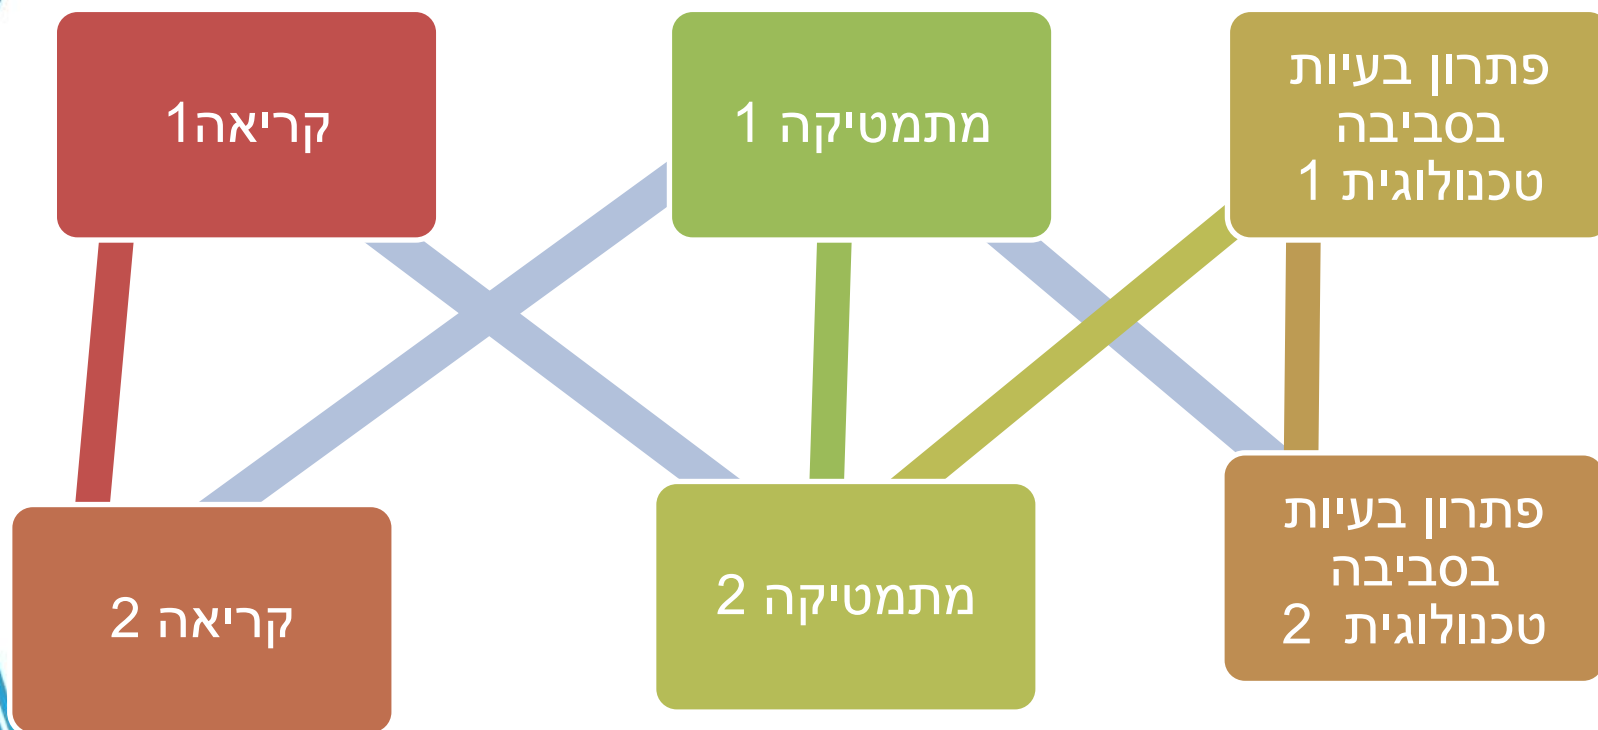 פתרון בעיות
בסביבה
טכנולוגית 1
מתמטיקה 1
קריאה1
פתרון בעיות
בסביבה
טכנולוגית 2
מתמטיקה 2
קריאה 2